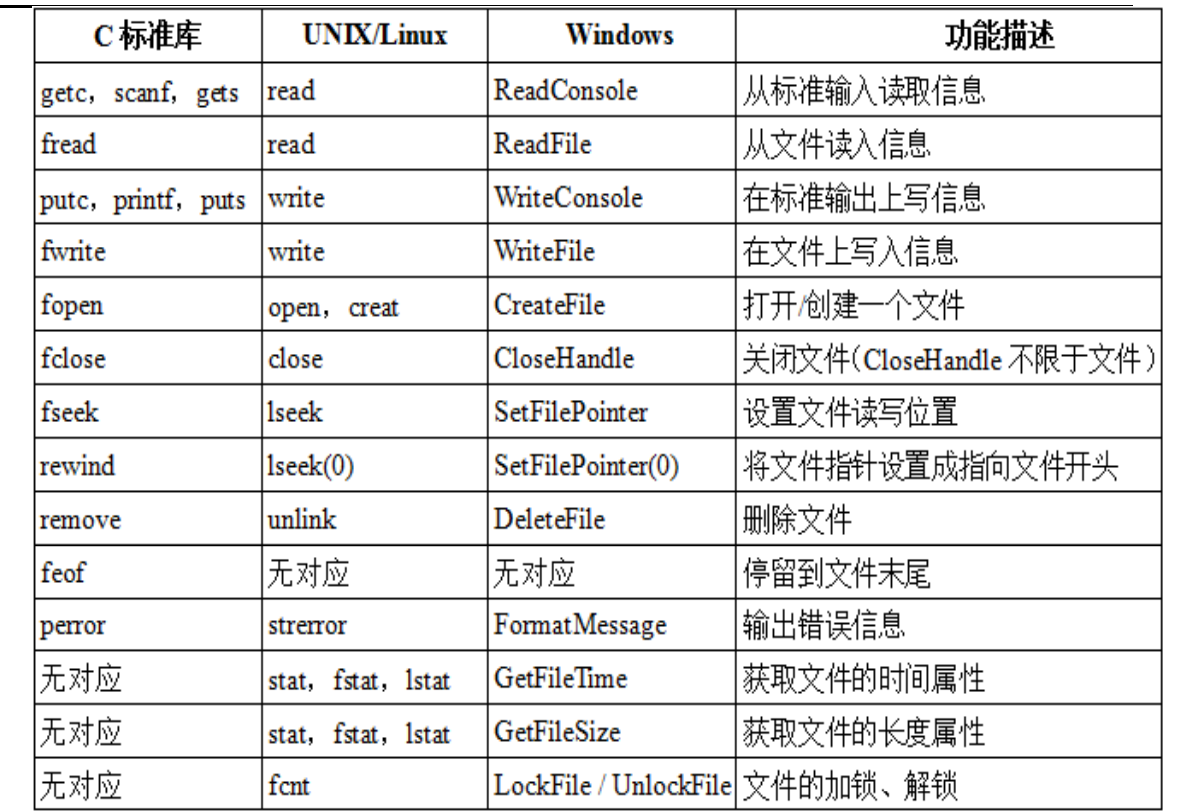 C 标准库 UNIX/Linux Windows 功能描述
getc，scanf，gets read ReadConsole 从标准输入读取信息
fread read ReadFile 从文件读入信息
putc，printf，puts write WriteConsole 在标准输出上写信息
fwrite write WriteFile 在文件上写入信息
fopen open，creat CreateFile 打开/创建一个文件
fclose close CloseHandle 关闭文件(CloseHandle 不限于文件)
fseek lseek SetFilePointer 设置文件读写位置
rewind lseek(0) SetFilePointer(0) 将文件指针设置成指向文件开头
remove unlink DeleteFile 删除文件
feof 无对应 无对应 停留到文件末尾
perror strerror FormatMessage 输出错误信息
无对应 stat，fstat，lstat GetFileTime 获取文件的时间属性
无对应 stat，fstat，lstat GetFileSize 获取文件的长度属性
无对应 fcnt LockFile / UnlockFile 文件的加锁、解锁